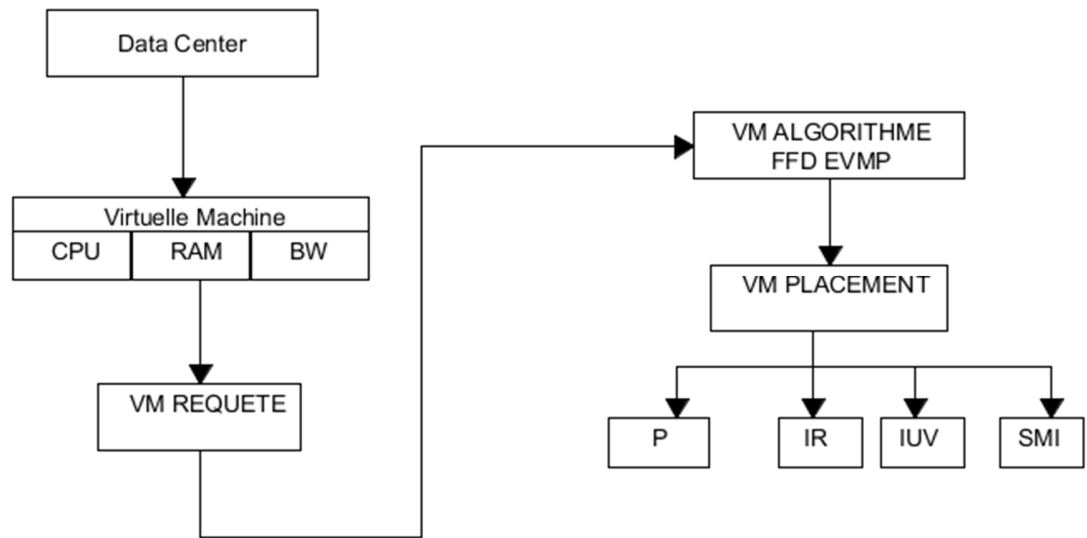 Data Center
Virtuelle Machine
CPU RAM BW
VM REQUETE
VM ALGORITHME
FFD EVMP
VM PLACEMENT
P IR IUV SMI